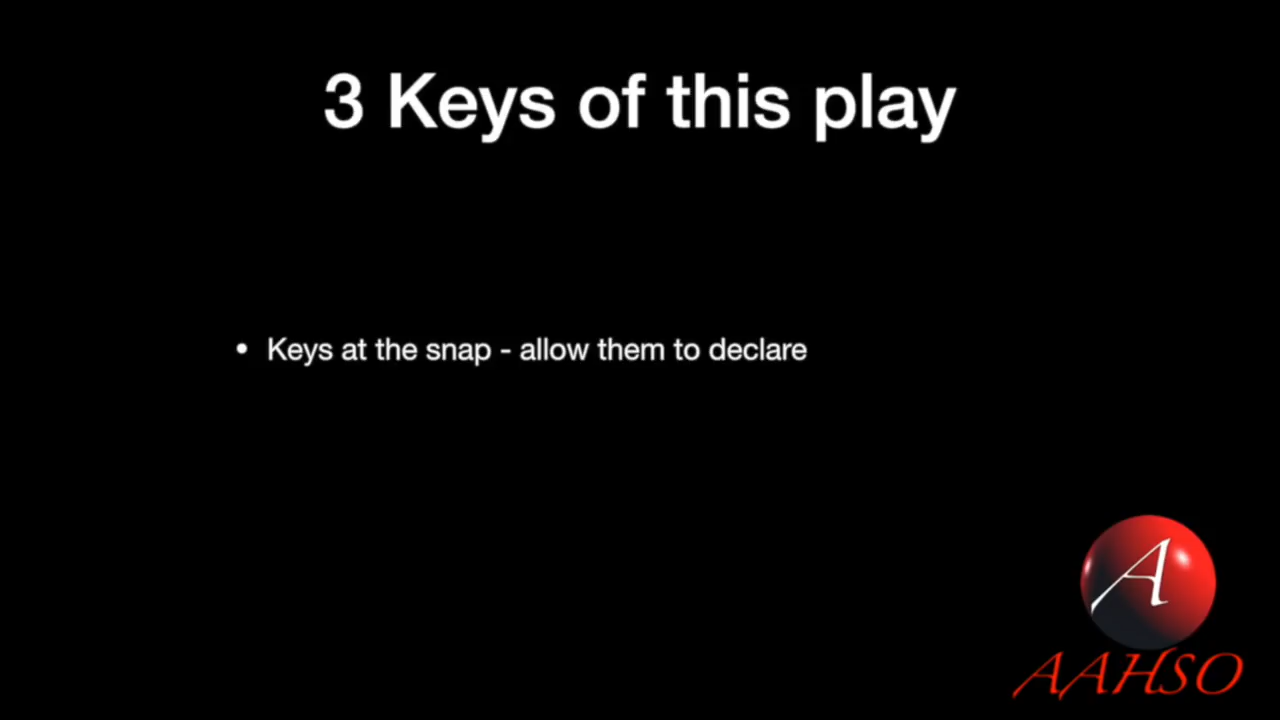 3 Keys of this play
• Keys at the snap - allow them to declare
A
AAHSO